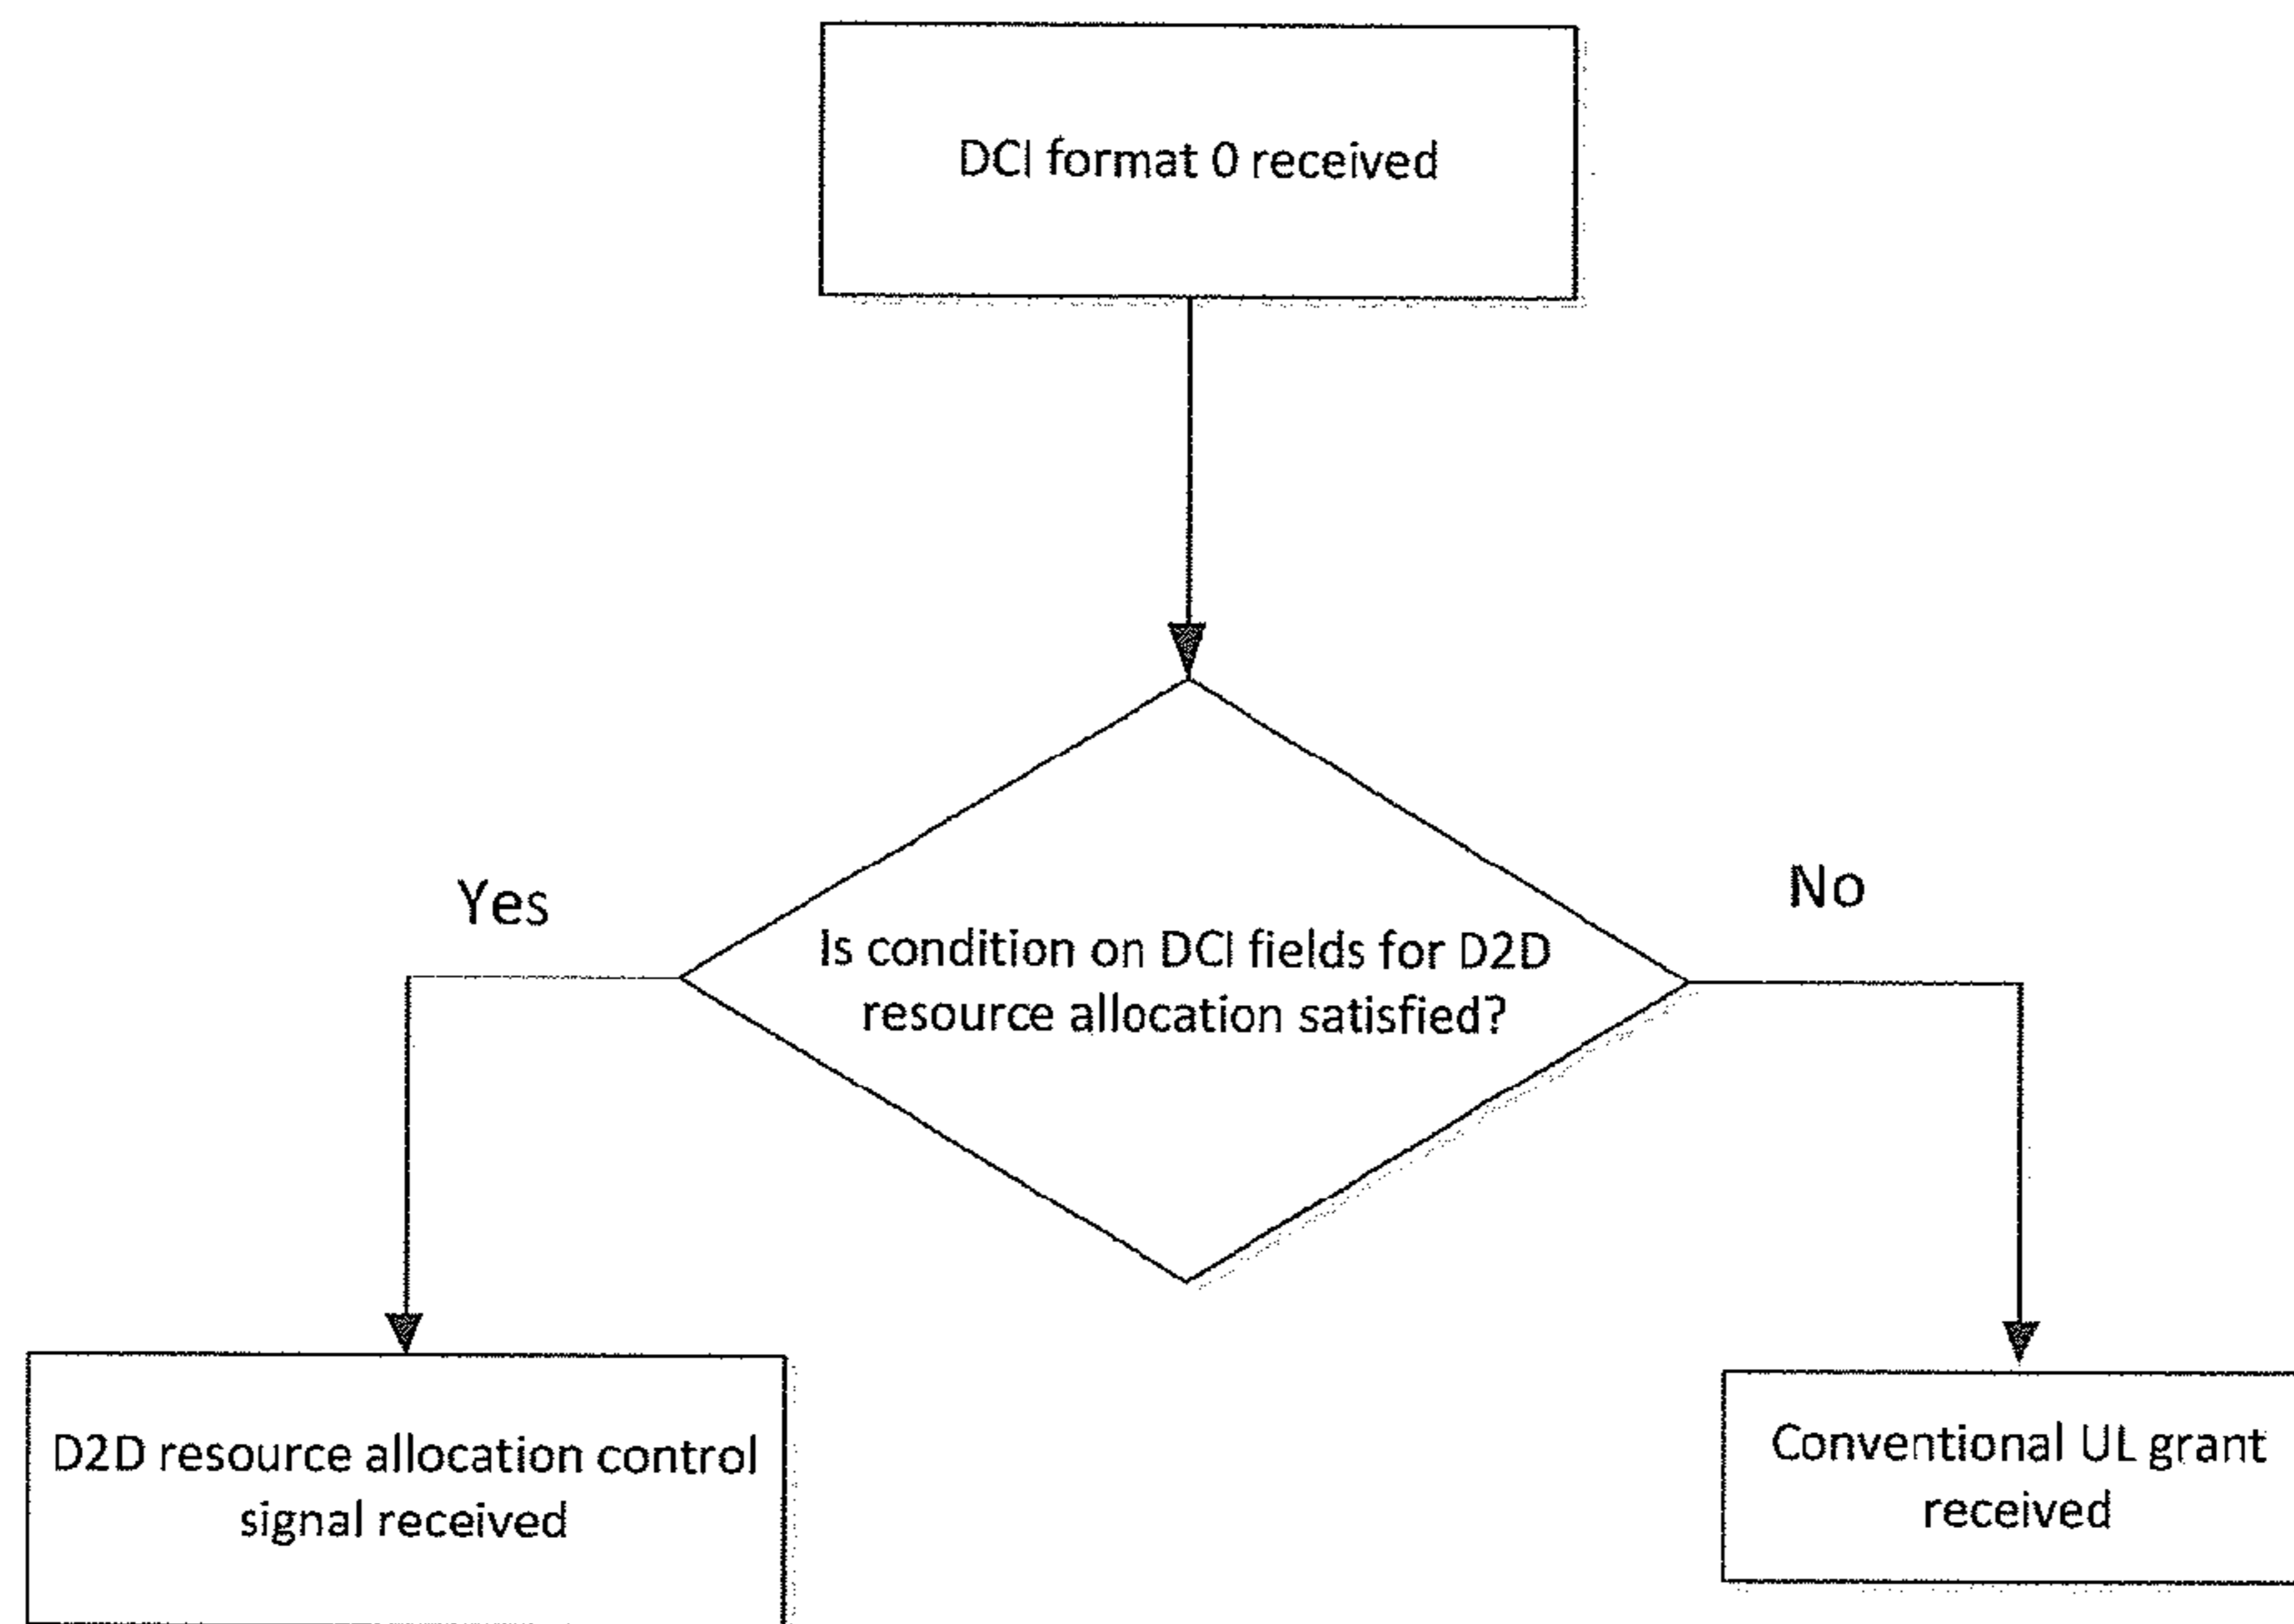 DCI format 0 received
Yes
No
Is condition on DCI fields for D2D
resource allocation satisfied?
D2D resource allocation control
signal received
Conventional UL grant
received